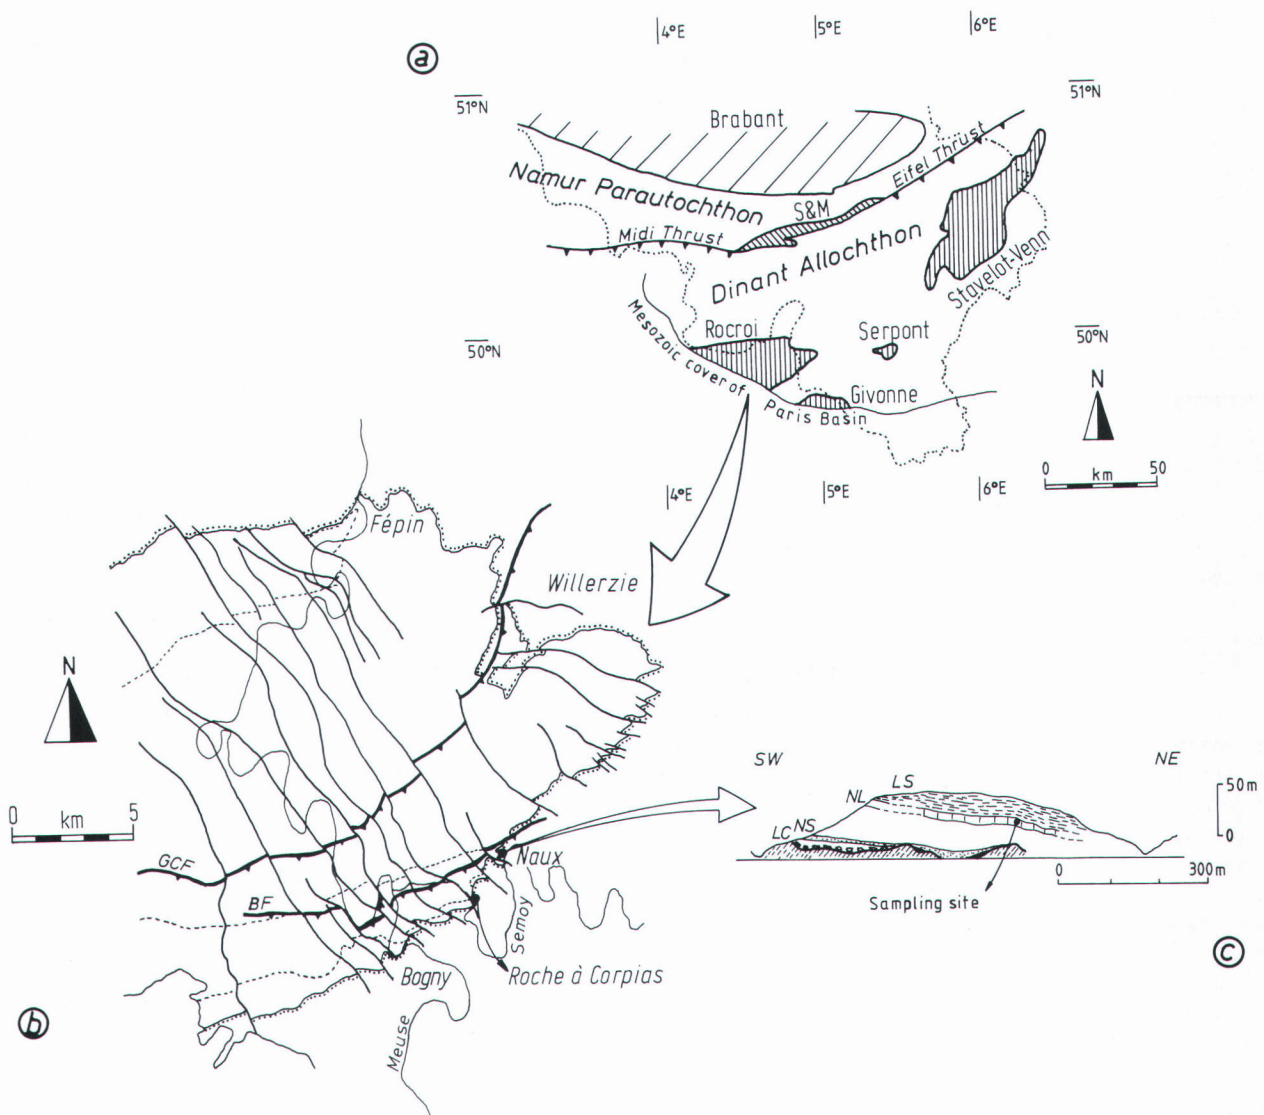 4°E
5°E
6°E
a
51°N
51°N
Brabant
Eifel Thrust
Namur Parautochthon
S&M
Midi Thrust
Dinant Allochthon
Stavelot-Venn
Mesozoic cover of Paris Basin
Rocroi
Serpont
50°N
50°N
Givonne
N
0 km 50
4°E
5°E
6°E
Fépin
Willerzie
N
0 km 5
GCF
BF
Naux
Semoy
Bogny
Roche à Corpias
Meuse
b
SW
NE
LS
NL
50m
0
LC
NS
0 300m
Sampling site
c